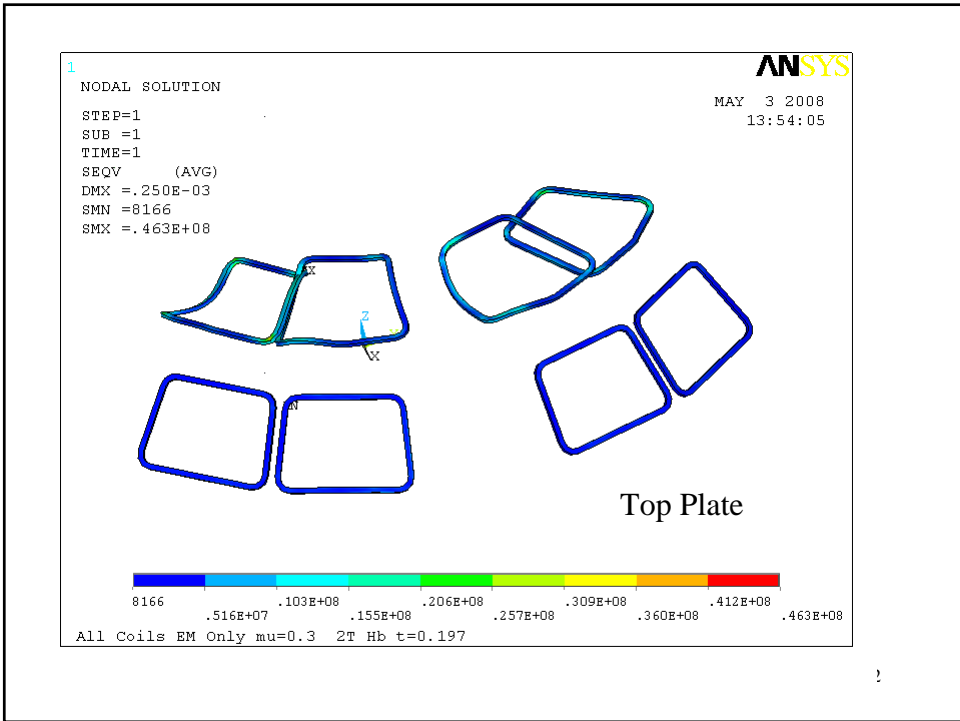 1
ANSYS
NODAL SOLUTION
MAY 3 2008
13:54:05
STEP=1
SUB =1
TIME=1
SEQV (AVG)
DMX =.250E-03
SMN =8166
SMX =.463E+08
X
Z
X
N
Top Plate
8166 .103E+08 .206E+08 .309E+08 .412E+08
.516E+07 .155E+08 .257E+08 .360E+08 .463E+08
All Coils EM Only mu=0.3 2T Hb t=0.197